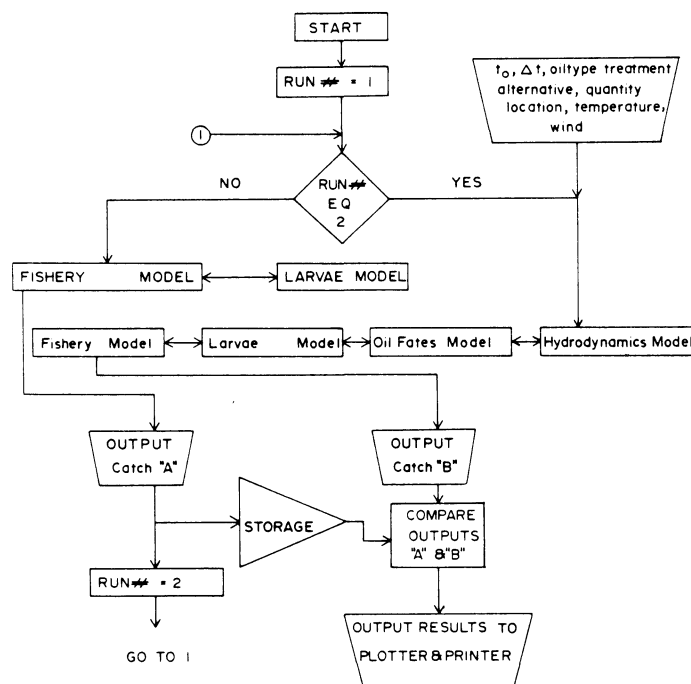 START
RUN# = 1
t₀, Δt, oiltype treatment
alternative, quantity
location, temperature,
wind
1
NO
RUN#
EQ
2
YES
FISHERY MODEL
LARVAE MODEL
Fishery Model
Larvae Model
Oil Fates Model
Hydrodynamics Model
OUTPUT
Catch "A"
OUTPUT
Catch "B"
STORAGE
COMPARE
OUTPUTS
"A" & "B"
RUN# = 2
GO TO 1
OUTPUT RESULTS TO
PLOTTER & PRINTER